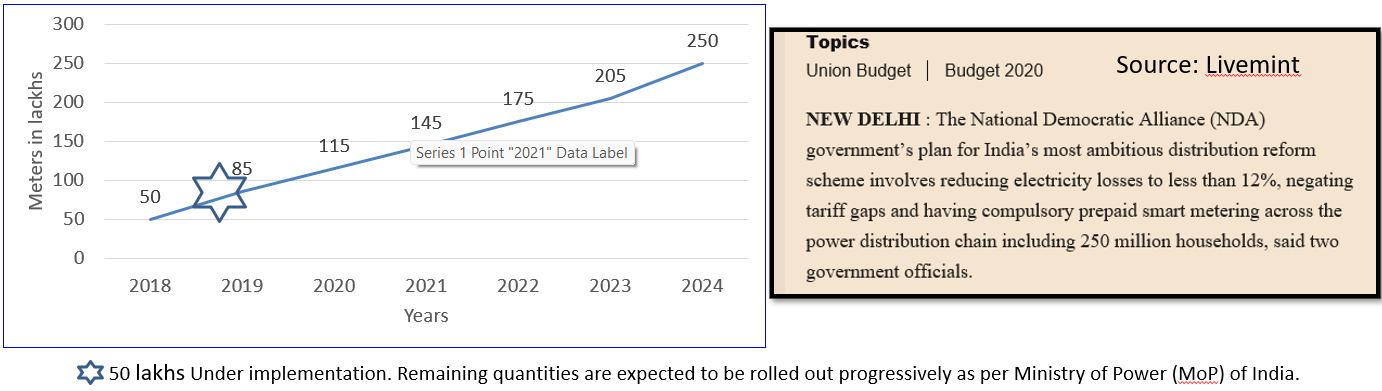 300
250
200
150
100
50
0
Meters in lackhs
50
85
115
145
175
205
250
Series 1 Point "2021" Data Label
2018 2019 2020 2021 2022 2023 2024
Years
Topics
Union Budget | Budget 2020
Source: Livemint
NEW DELHI : The National Democratic Alliance (NDA)
government’s plan for India’s most ambitious distribution reform
scheme involves reducing electricity losses to less than 12%, negating
tariff gaps and having compulsory prepaid smart metering across the
power distribution chain including 250 million households, said two
government officials.
50 lakhs Under implementation. Remaining quantities are expected to be rolled out progressively as per Ministry of Power (MoP) of India.